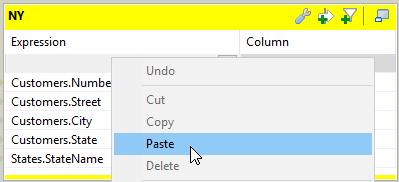 NY
Expression Column
Undo
Customers.Numbe
Cut
Customers.Street
Copy
Customers.City
Paste
Customers.State
Delete
States.StateName